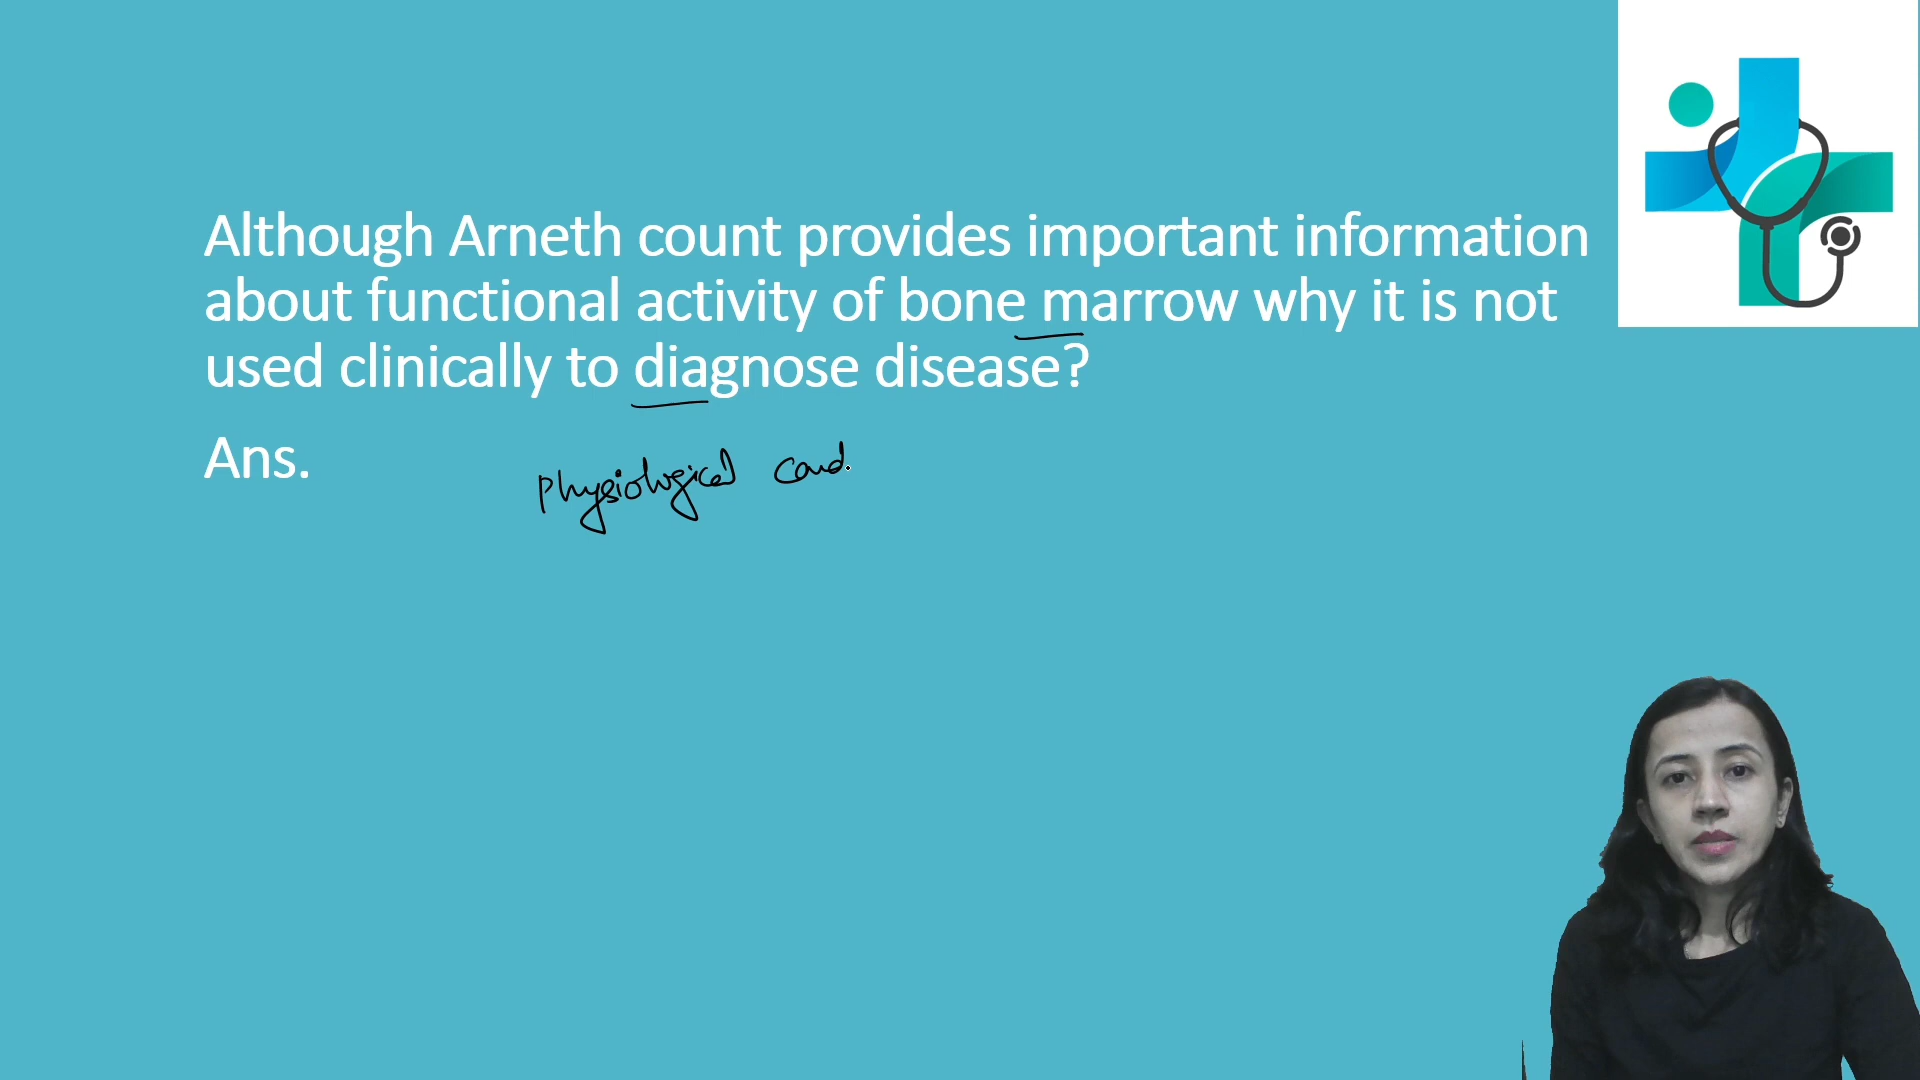 Although Arneth count provides important information
about functional activity of bone marrow why it is not
used clinically to diagnose disease?
Ans.
Physiological cond.